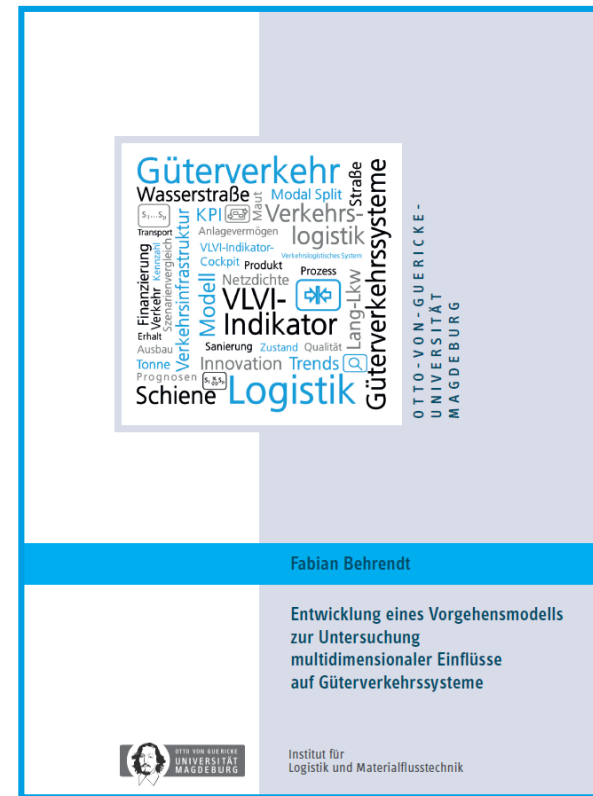 Güterverkehr
Wasserstraße
Modal Split
Straße
S₁...Sₚ
KPI
Maut
Verkehrs-
logistik
Transport
Anlagevermögen
VLVI-Indikator-
Cockpit
Verkehrslogistisches System
Produkt
Prozess
Finanzierung
Verkehr
Kennzahl
Szenarienvergleich
Verkehrsinfrastruktur
Modell
Netzdichte
VLVI-
Indikator
Lang-Lkw
Güterverkehrssysteme
Erhalt
Ausbau
Sanierung
Zustand
Qualität
Tonne
Innovation
Trends
Prognosen
Schiene
Logistik
OTTO-VON-GUERICKE-
UNIVERSITÄT
MAGDEBURG
Fabian Behrendt
Entwicklung eines Vorgehensmodells
zur Untersuchung
multidimensionaler Einflüsse
auf Güterverkehrssysteme
OTTO VON GUERICKE
UNIVERSITÄT
MAGDEBURG
Institut für
Logistik und Materialflusstechnik